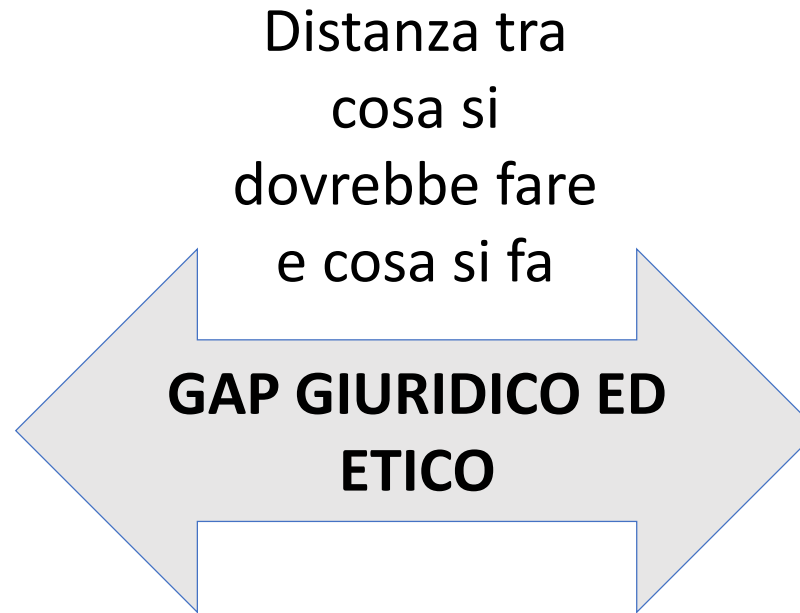 Distanza tra
cosa si
dovrebbe fare
e cosa si fa
GAP GIURIDICO ED
ETICO